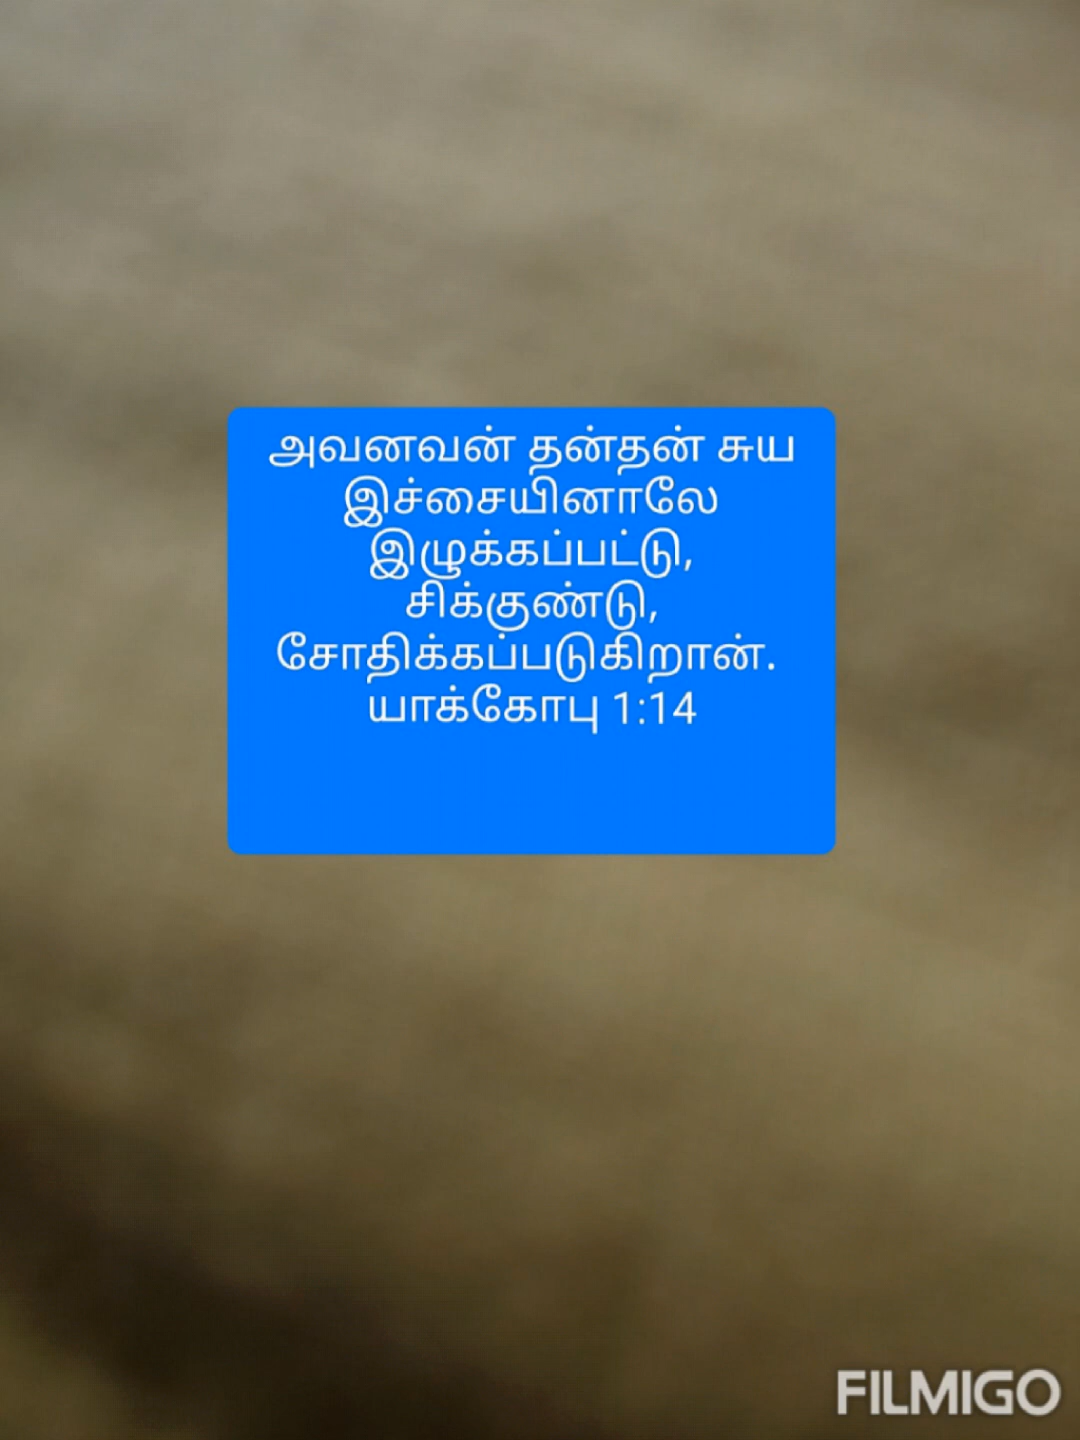 அவனவன் தன்தன் சுய
இச்சையினாலே
இழுக்கப்பட்டு,
சிக்குண்டு,
சோதிக்கப்படுகிறான்.
யாக்கோபு 1:14
FILMIGO